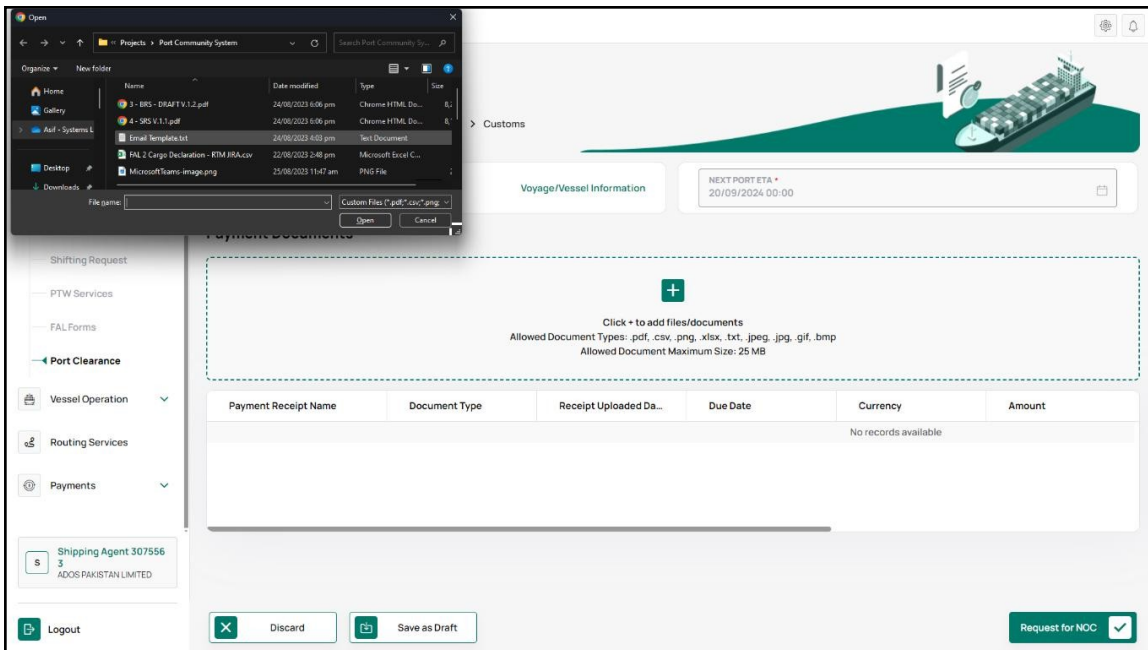 Open
Projects > Port Community System
Search Port Community Sy...
Organize
New folder
Home
Gallery
Asif - Systems L
Desktop
Downloads
Name Date modified Type Size
3 - BRS - DRAFT V.1.2.pdf 24/08/2023 6:06 pm Chrome HTML Do...
4 - SRS V.1.1.pdf 24/08/2023 6:06 pm Chrome HTML Do...
Email Template.txt 24/08/2023 4:03 pm Text Document
FAL 2 Cargo Declaration - RTM JIRA.csv 22/08/2023 2:48 pm Microsoft Excel C...
MicrosoftTeams-image.png 25/08/2023 11:47 am PNG File
File name:
Custom Files (*.pdf;*.csv;*.png;
Open Cancel
> Customs
Voyage/Vessel Information
NEXT PORT ETA *
20/09/2024 00:00
Payment Documents
Shifting Request
PTW Services
FAL Forms
Port Clearance
Vessel Operation
Routing Services
Payments
S
Shipping Agent 307556
3
ADOS PAKISTAN LIMITED
Logout
Click + to add files/documents
Allowed Document Types: .pdf, .csv, .png, .xlsx, .txt, .jpeg, .jpg, .gif, .bmp
Allowed Document Maximum Size: 25 MB
Payment Receipt Name Document Type Receipt Uploaded Da... Due Date Currency Amount
No records available
Discard
Save as Draft
Request for NOC